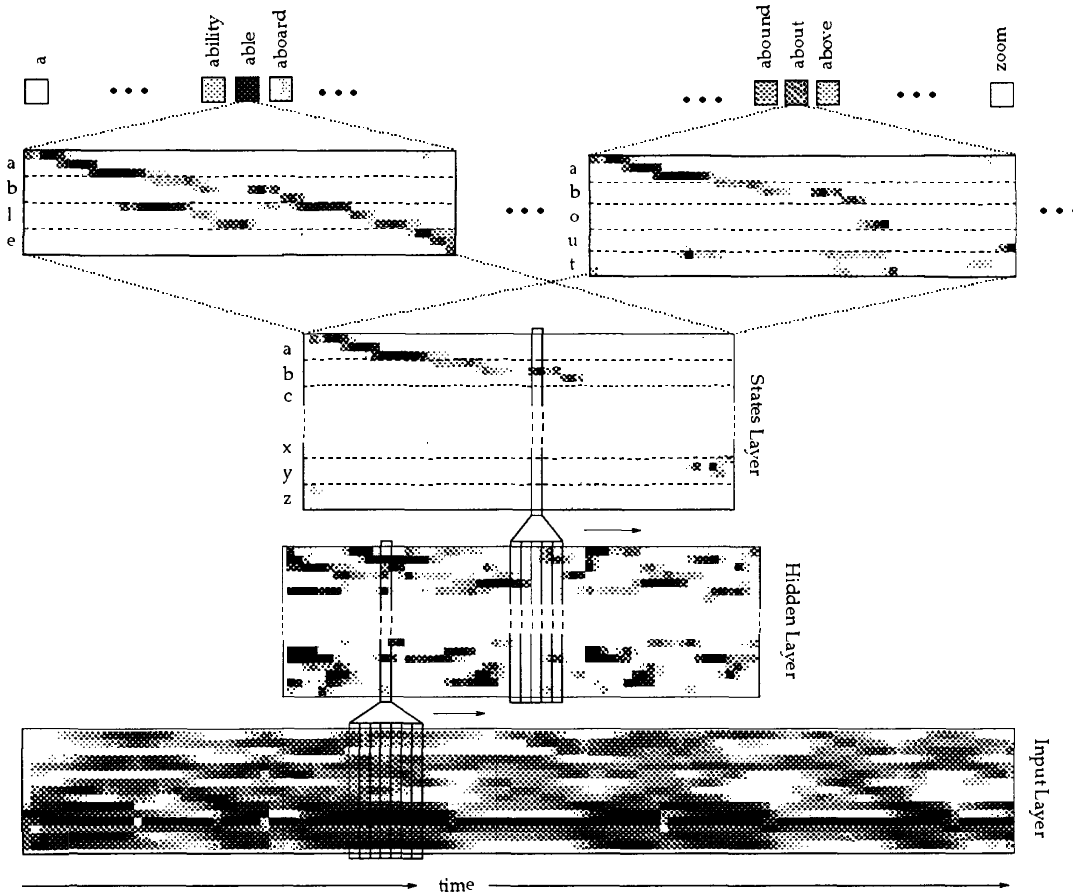 a
ability
able
aboard
abound
about
above
zoom
a
b
l
e
a
b
o
u
t
a
b
c
x
y
z
States Layer
Hidden Layer
Input Layer
time